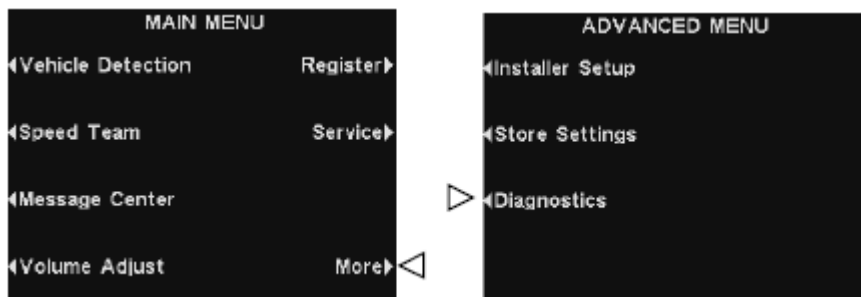 MAIN MENU
Vehicle Detection Register
Speed Team Service
Message Center
Volume Adjust More
ADVANCED MENU
Installer Setup
Store Settings
Diagnostics